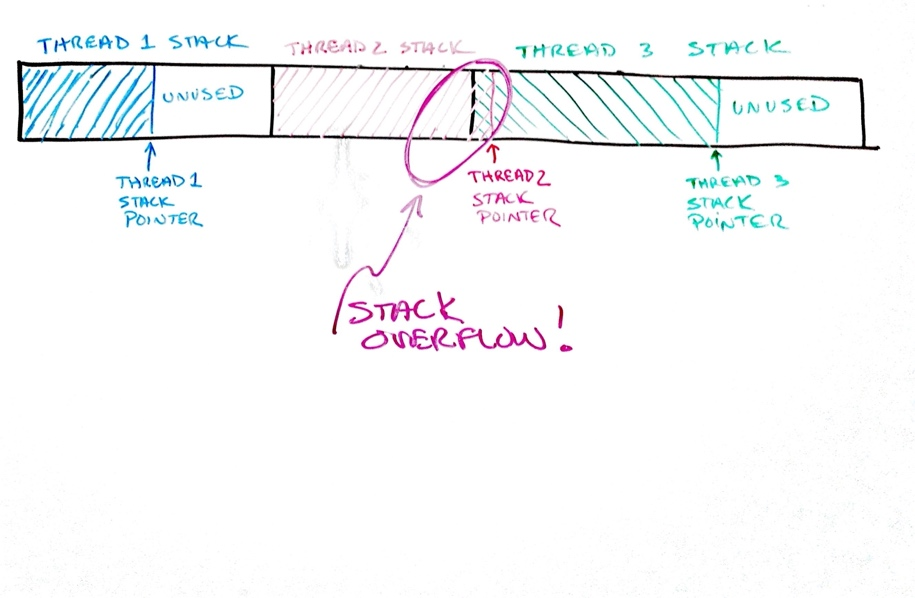 THREAD 1 STACK
THREAD 2 STACK
THREAD 3 STACK
UNUSED
UNUSED
THREAD 1
STACK
POINTER
THREAD 2
STACK
POINTER
THREAD 3
STACK
POINTER
STACK
OVERFLOW!